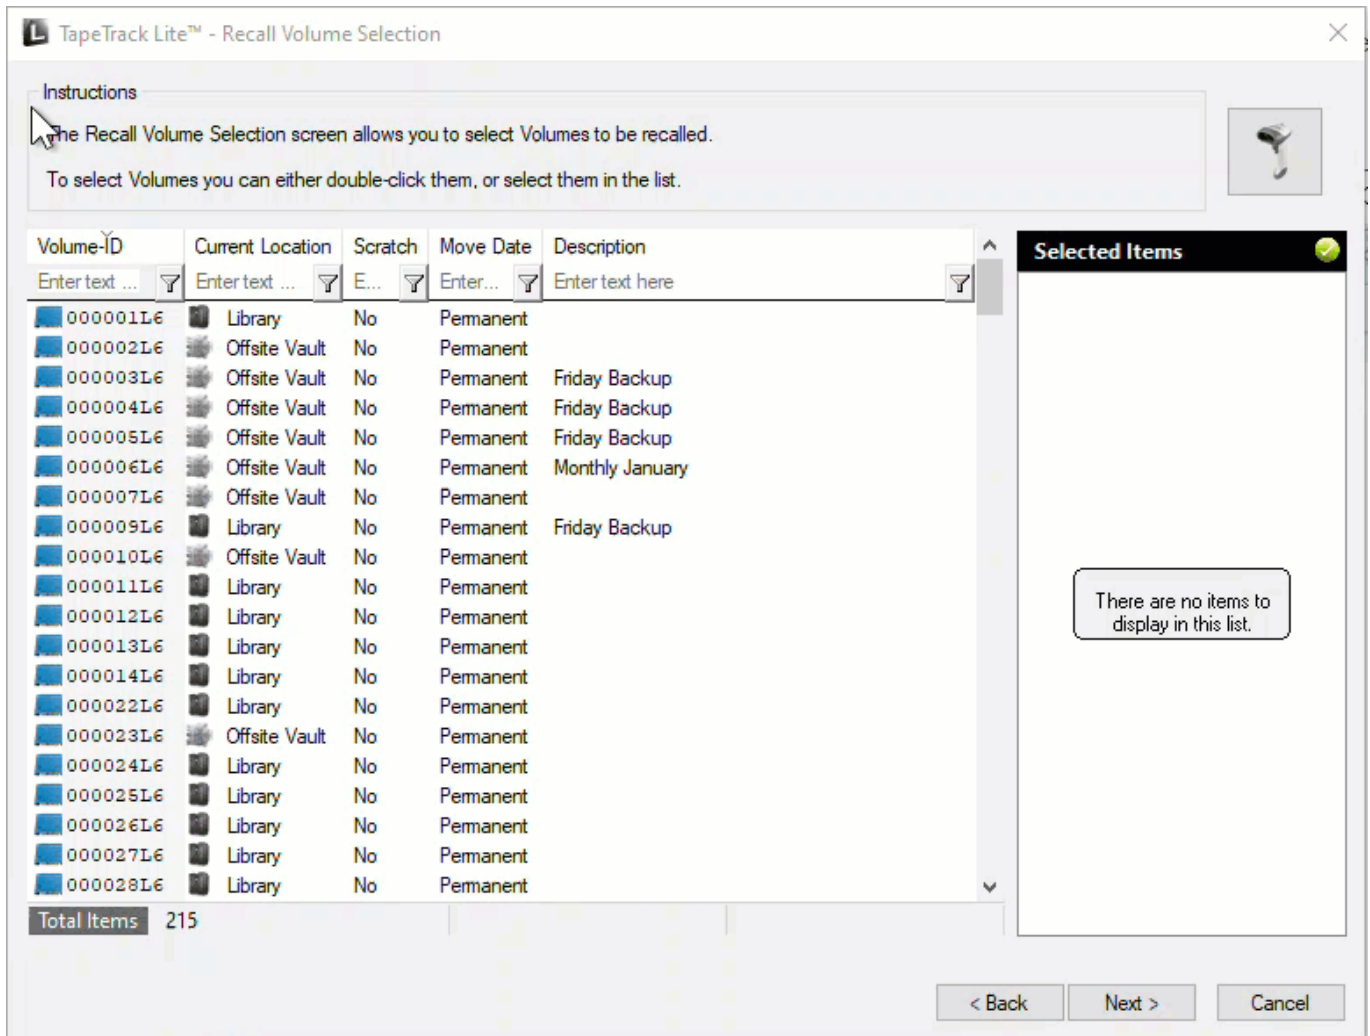 TapeTrack Lite™ - Recall Volume Selection
Instructions
The Recall Volume Selection screen allows you to select Volumes to be recalled.
To select Volumes you can either double-click them, or select them in the list.
Volume-ID Current Location Scratch Move Date Description
Enter text ... Enter text ... E... Enter... Enter text here
000001L6 Library No Permanent
000002L6 Offsite Vault No Permanent
000003L6 Offsite Vault No Permanent Friday Backup
000004L6 Offsite Vault No Permanent Friday Backup
000005L6 Offsite Vault No Permanent Friday Backup
000006L6 Offsite Vault No Permanent Monthly January
000007L6 Offsite Vault No Permanent
000009L6 Library No Permanent Friday Backup
000010L6 Offsite Vault No Permanent
000011L6 Library No Permanent
000012L6 Library No Permanent
000013L6 Library No Permanent
000014L6 Library No Permanent
000022L6 Library No Permanent
000023L6 Offsite Vault No Permanent
000024L6 Library No Permanent
000025L6 Library No Permanent
000026L6 Library No Permanent
000027L6 Library No Permanent
000028L6 Library No Permanent
Total Items 215
Selected Items
There are no items to
display in this list.
< Back Next > Cancel